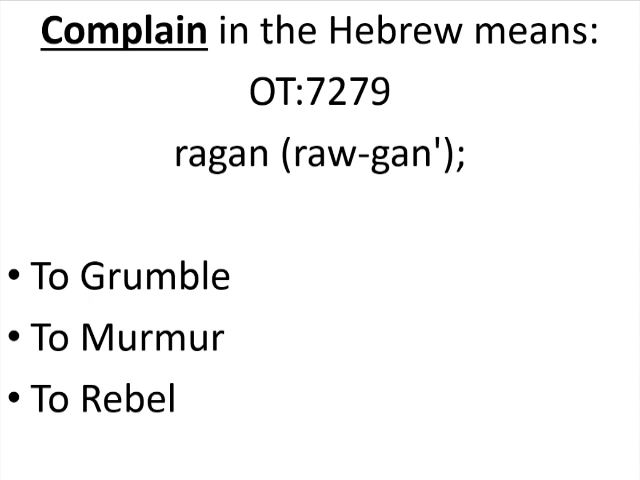 Complain in the Hebrew means:
OT:7279
ragan (raw-gan');
• To Grumble
• To Murmur
• To Rebel